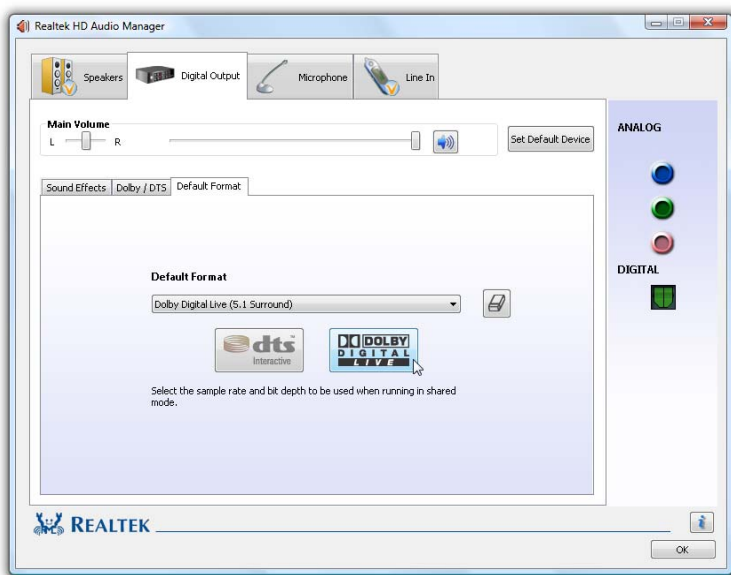 Realtek HD Audio Manager
Speakers
Digital Output
Microphone
Line In
Main Volume
L R
Set Default Device
Sound Effects Dolby / DTS Default Format
Default Format
Dolby Digital Live (5.1 Surround)
dts
Interactive
DOLBY
DIGITAL
LIVE
Select the sample rate and bit depth to be used when running in shared
mode.
ANALOG
DIGITAL
REALTEK
i
OK